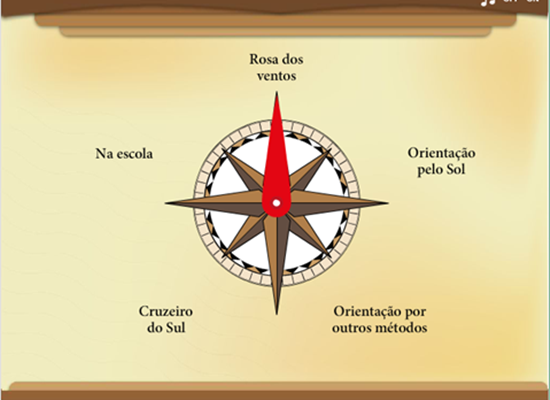 Rosa dos
ventos
Na escola
Orientação
pelo Sol
Cruzeiro
do Sul
Orientação por
outros métodos